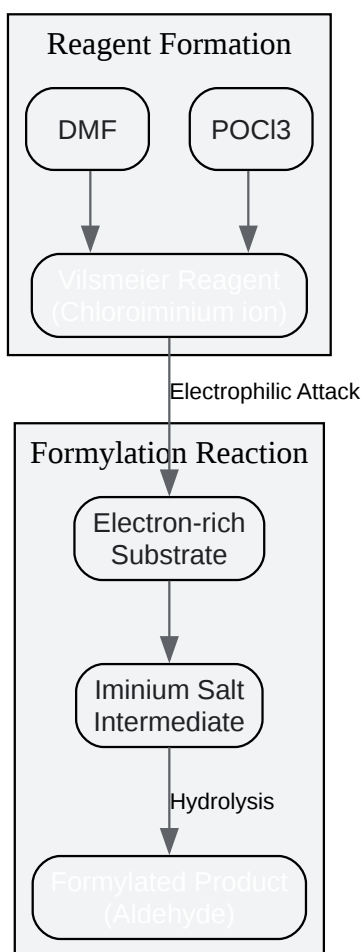 Reagent Formation
DMF
POCl3
Vilsmeier Reagent
(Chloroiminium ion)
Electrophilic Attack
Formylation Reaction
Electron-rich
Substrate
Iminium Salt
Intermediate
Hydrolysis
Formylated Product
(Aldehyde)